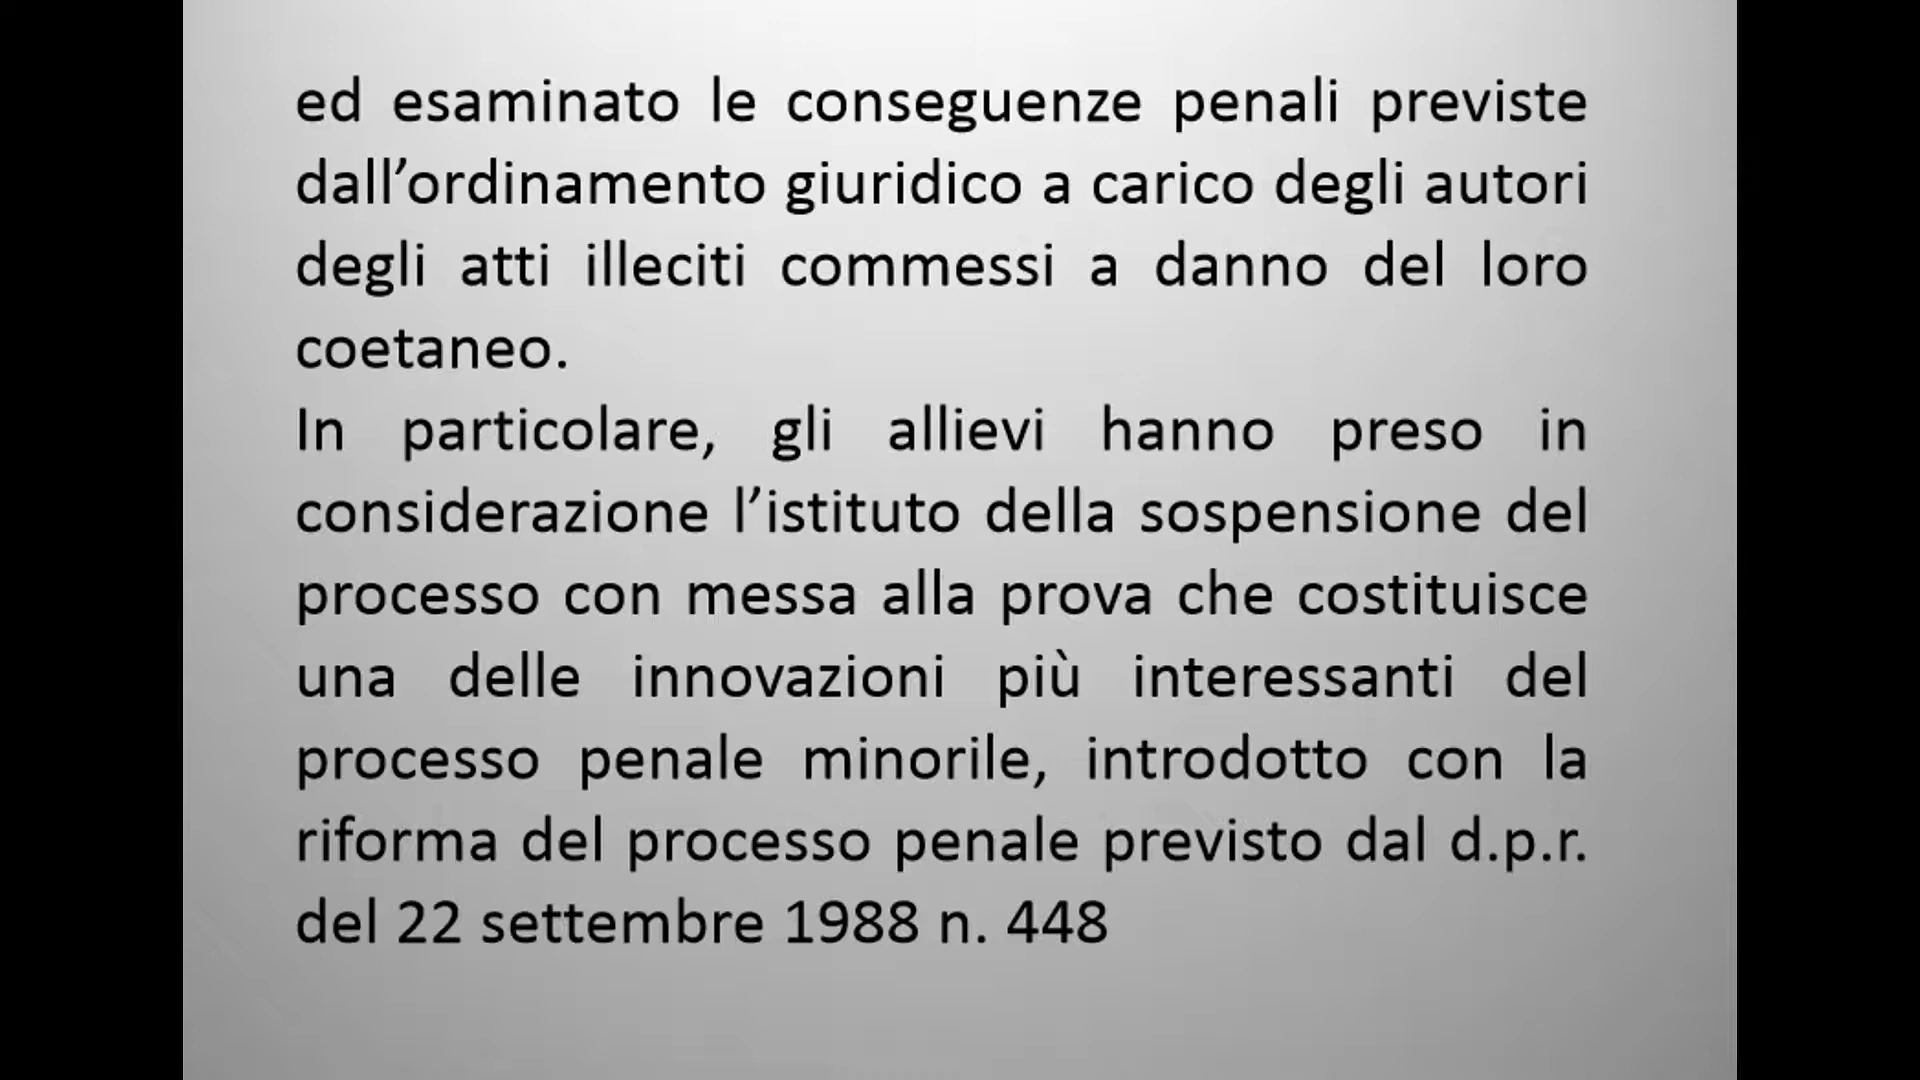 ed esaminato le conseguenze penali previste
dall’ordinamento giuridico a carico degli autori
degli atti illeciti commessi a danno del loro
coetaneo.
In particolare, gli allievi hanno preso in
considerazione l’istituto della sospensione del
processo con messa alla prova che costituisce
una delle innovazioni più interessanti del
processo penale minorile, introdotto con la
riforma del processo penale previsto dal d.p.r.
del 22 settembre 1988 n. 448